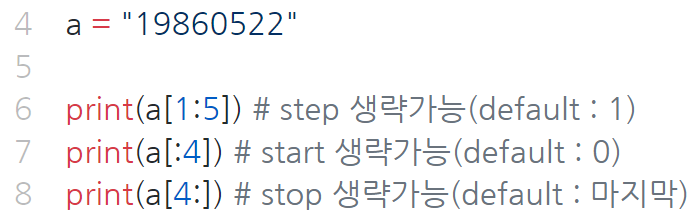 4 a = "19860522"
5
6 print(a[1:5]) # step 생략가능(default : 1)
7 print(a[:4]) # start 생략가능(default : 0)
8 print(a[4:]) # stop 생략가능(default : 마지막)